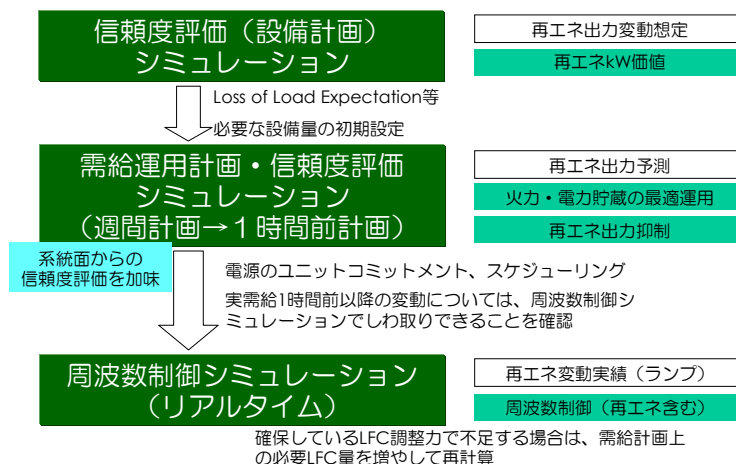 信頼度評価（設備計画）
シミュレーション
再エネ出力変動想定
再エネkW価値
Loss of Load Expectation等
必要な設備量の初期設定
需給運用計画・信頼度評価
シミュレーション
（週間計画→１時間前計画）
再エネ出力予測
火力・電力貯蔵の最適運用
再エネ出力抑制
系統面からの
信頼度評価を加味
電源のユニットコミットメント、スケジューリング
実需給1時間前以降の変動については、周波数制御シ
ミュレーションでしわ取りできることを確認
周波数制御シミュレーション
（リアルタイム）
再エネ変動実績（ランプ）
周波数制御（再エネ含む）
確保しているLFC調整力で不足する場合は、需給計画上
の必要LFC量を増やして再計算